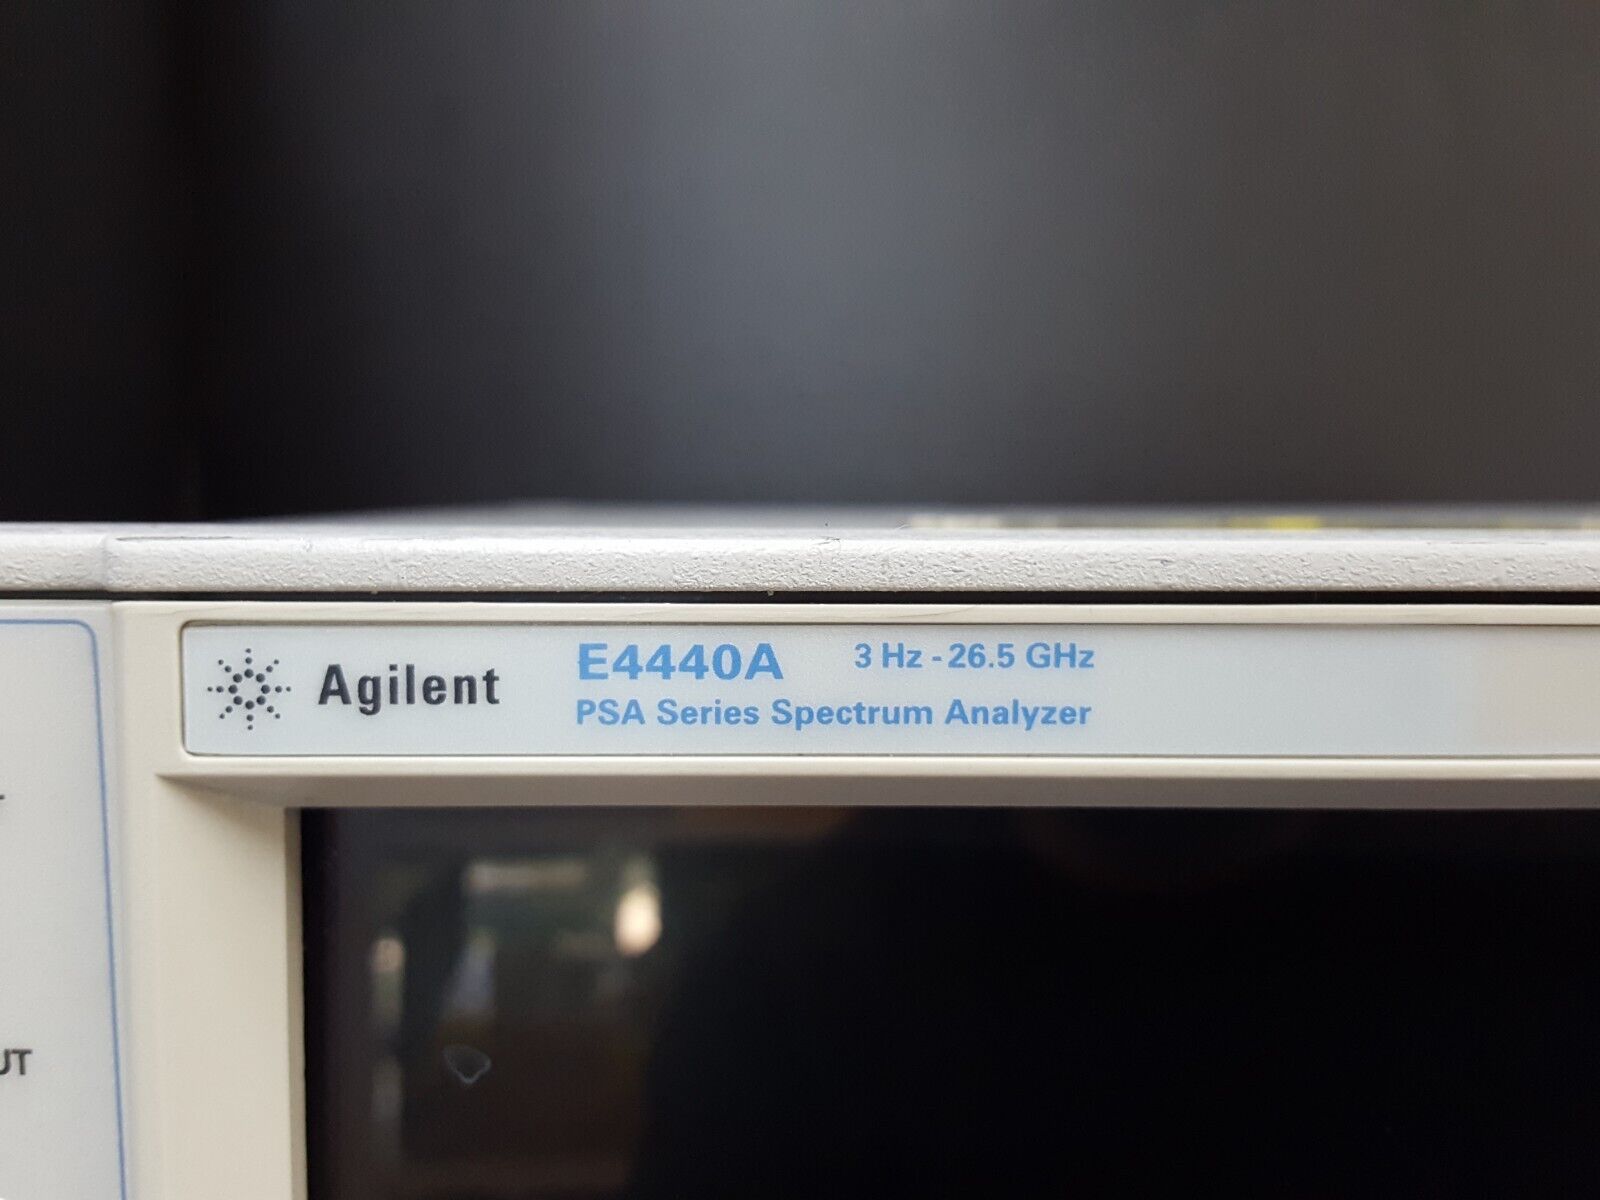 Agilent
E4440A 3 Hz - 26.5 GHz
PSA Series Spectrum Analyzer
UT